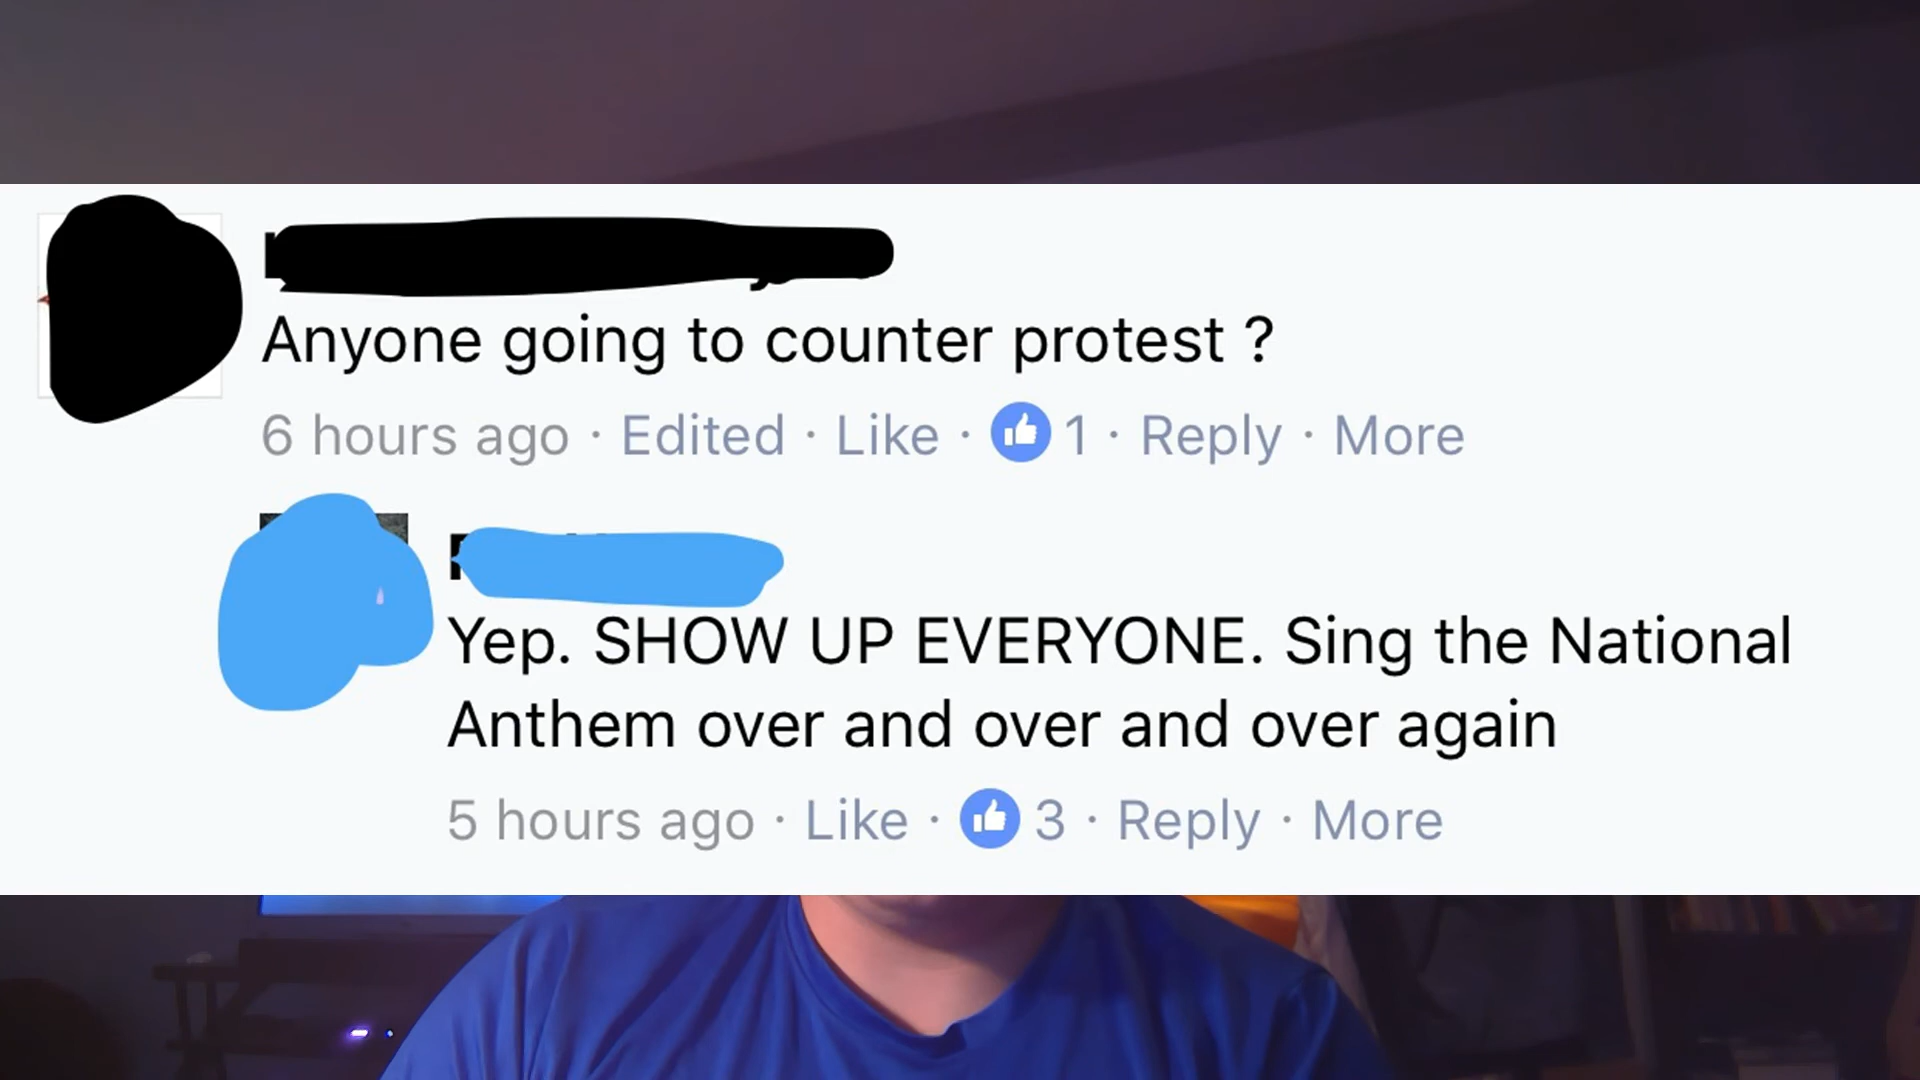 Anyone going to counter protest ?
6 hours ago · Edited · Like · 1 · Reply · More
Yep. SHOW UP EVERYONE. Sing the National
Anthem over and over and over again
5 hours ago · Like · 3 · Reply · More